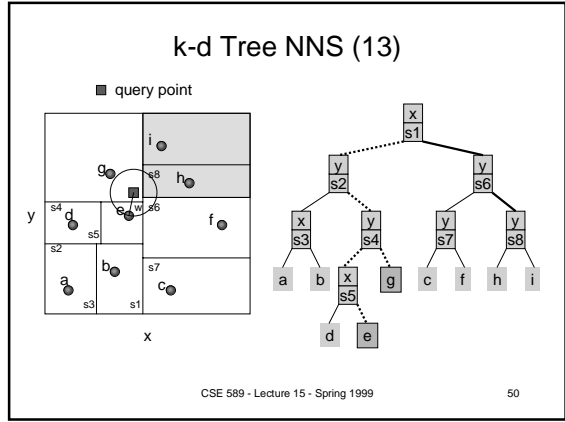 k-d Tree NNS (13)
query point
x
s1
i
y
s2
y
s6
g
s8
h
s4
d
e
w
s6
f
y
s5
x
s3
y
s4
y
s7
y
s8
s2
a
b
x
s5
g
c
f
h
i
a
b
c
s7
s3
s1
d
e
x
CSE 589 - Lecture 15 - Spring 1999
50